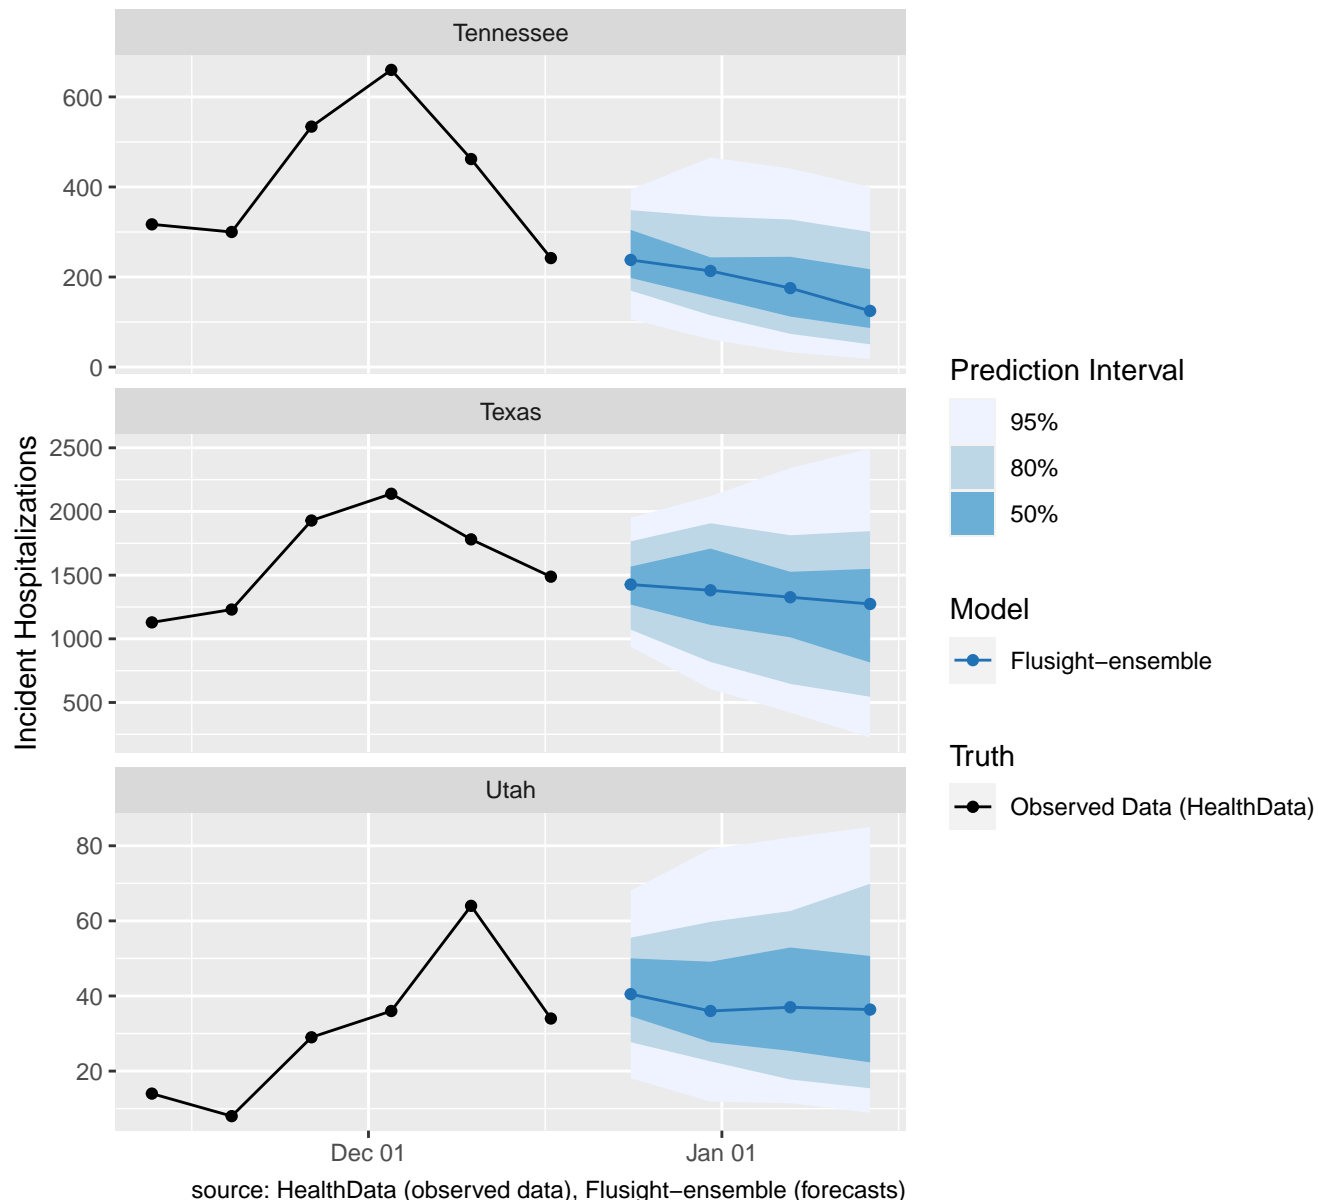 Tennessee
600
400
200
0
Texas
2500
2000
1500
1000
500
Utah
80
60
40
20
Dec 01
Jan 01
Incident Hospitalizations
source: HealthData (observed data), Flusight−ensemble (forecasts)
Prediction Interval
95%
80%
50%
Model
Flusight−ensemble
Truth
Observed Data (HealthData)